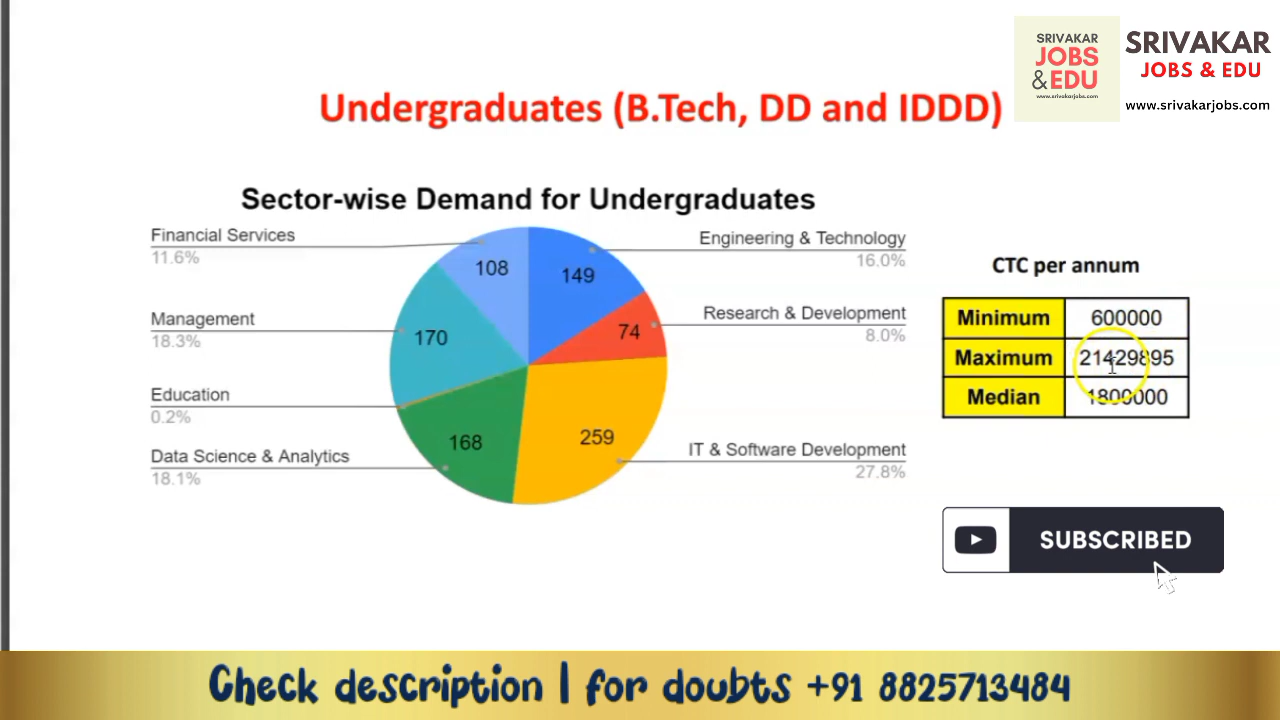 SRIVAKAR
JOBS
&EDU
www.srivakarjobs.com
SRIVAKAR
JOBS & EDU
www.srivakarjobs.com
Undergraduates (B.Tech, DD and IDDD)
Sector-wise Demand for Undergraduates
Financial Services
11.6%
Management
18.3%
Education
0.2%
Data Science & Analytics
18.1%
108
149
74
170
168
259
Engineering & Technology
16.0%
Research & Development
8.0%
IT & Software Development
27.8%
CTC per annum
Minimum 600000
Maximum 21429895
Median 1800000
SUBSCRIBED
Check description | for doubts +91 8825713484